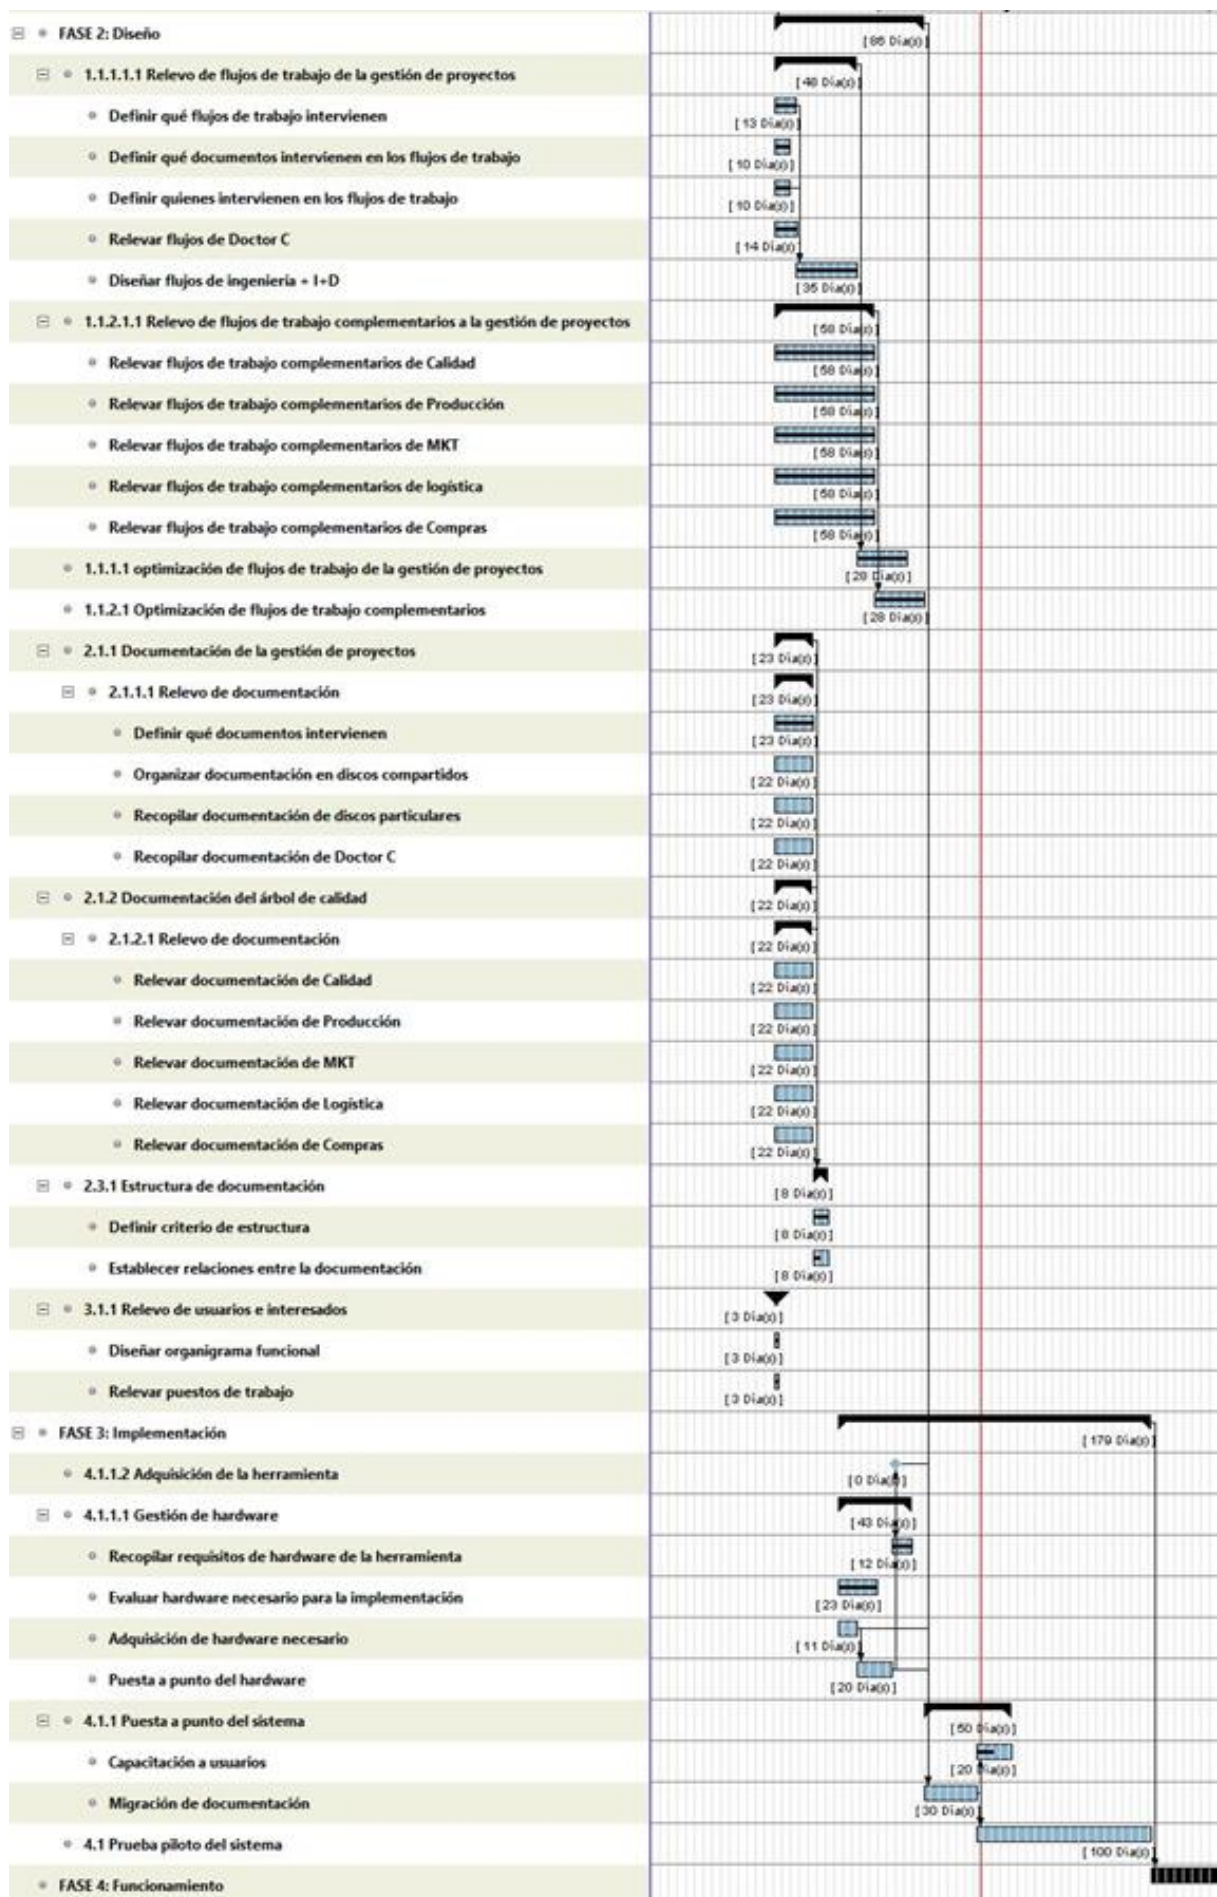 FASE 2: Diseño
[ 86 Día(s) ]
1.1.1.1.1 Relevo de flujos de trabajo de la gestión de proyectos
[ 48 Día(s) ]
Definir qué flujos de trabajo intervienen
[ 13 Día(s) ]
Definir qué documentos intervienen en los flujos de trabajo
[ 10 Día(s) ]
Definir quienes intervienen en los flujos de trabajo
[ 10 Día(s) ]
Relevar flujos de Doctor C
[ 14 Día(s) ]
Diseñar flujos de ingenieria + I+D
[ 35 Día(s) ]
1.1.2.1.1 Relevo de flujos de trabajo complementarios a la gestión de proyectos
[ 58 Día(s) ]
Relevar flujos de trabajo complementarios de Calidad
[ 58 Día(s) ]
Relevar flujos de trabajo complementarios de Producción
[ 58 Día(s) ]
Relevar flujos de trabajo complementarios de MKT
[ 58 Día(s) ]
Relevar flujos de trabajo complementarios de logística
[ 58 Día(s) ]
Relevar flujos de trabajo complementarios de Compras
[ 58 Día(s) ]
1.1.1.1 optimización de flujos de trabajo de la gestión de proyectos
[ 28 Día(s) ]
1.1.2.1 Optimización de flujos de trabajo complementarios
[ 28 Día(s) ]
2.1.1 Documentación de la gestión de proyectos
[ 23 Día(s) ]
2.1.1.1 Relevo de documentación
[ 23 Día(s) ]
Definir qué documentos intervienen
[ 23 Día(s) ]
Organizar documentación en discos compartidos
[ 22 Día(s) ]
Recopilar documentación de discos particulares
[ 22 Día(s) ]
Recopilar documentación de Doctor C
[ 22 Día(s) ]
2.1.2 Documentación del árbol de calidad
[ 22 Día(s) ]
2.1.2.1 Relevo de documentación
[ 22 Día(s) ]
Relevar documentación de Calidad
[ 22 Día(s) ]
Relevar documentación de Producción
[ 22 Día(s) ]
Relevar documentación de MKT
[ 22 Día(s) ]
Relevar documentación de Logística
[ 22 Día(s) ]
Relevar documentación de Compras
[ 22 Día(s) ]
2.3.1 Estructura de documentación
[ 8 Día(s) ]
Definir criterio de estructura
[ 8 Día(s) ]
Establecer relaciones entre la documentación
[ 8 Día(s) ]
3.1.1 Relevo de usuarios e interesados
[ 3 Día(s) ]
Diseñar organigrama funcional
[ 3 Día(s) ]
Relevar puestos de trabajo
[ 3 Día(s) ]
FASE 3: Implementación
[ 179 Día(s) ]
4.1.1.2 Adquisición de la herramienta
[ 0 Día(s) ]
4.1.1.1 Gestión de hardware
[ 43 Día(s) ]
Recopilar requisitos de hardware de la herramienta
[ 12 Día(s) ]
Evaluar hardware necesario para la implementación
[ 23 Día(s) ]
Adquisición de hardware necesario
[ 11 Día(s) ]
Puesta a punto del hardware
[ 20 Día(s) ]
4.1.1 Puesta a punto del sistema
[ 50 Día(s) ]
Capacitación a usuarios
[ 20 Día(s) ]
Migración de documentación
[ 30 Día(s) ]
4.1 Prueba piloto del sistema
[ 100 Día(s) ]
FASE 4: Funcionamiento